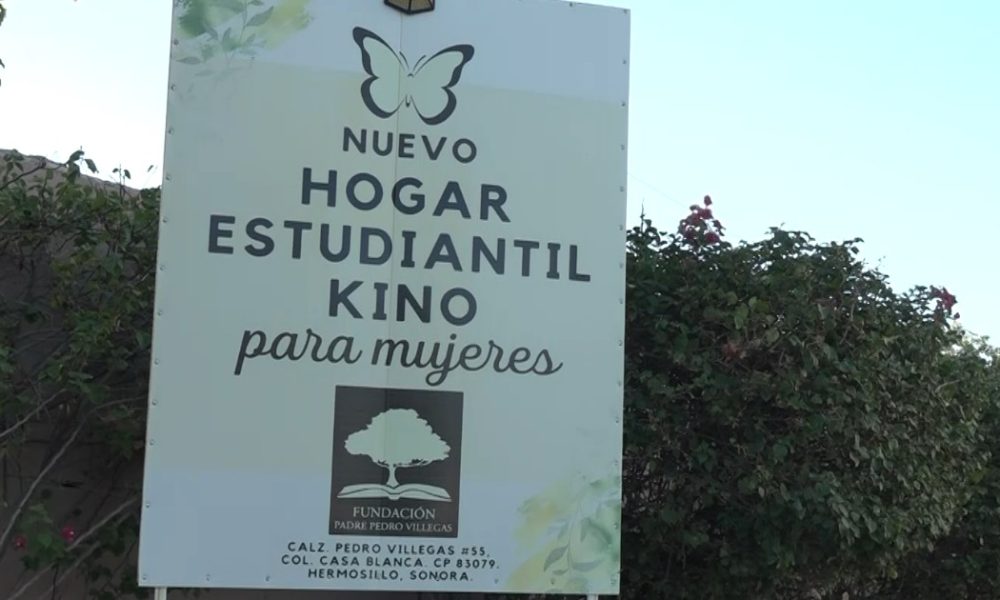 NUEVO
HOGAR
ESTUDIANTIL
KINO
para mujeres
FUNDACIÓN
PADRE PEDRO VILLEGAS
CALZ. PEDRO VILLEGAS #55,
COL. CASA BLANCA. CP 83079.
HERMOSILLO, SONORA.